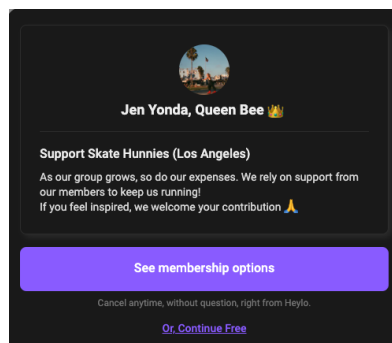 Jen Yonda, Queen Bee 👑
Support Skate Hunnies (Los Angeles)
As our group grows, so do our expenses. We rely on support from
our members to keep us running!
If you feel inspired, we welcome your contribution 🙏
See membership options
Cancel anytime, without question, right from Heylo.
Or, Continue Free